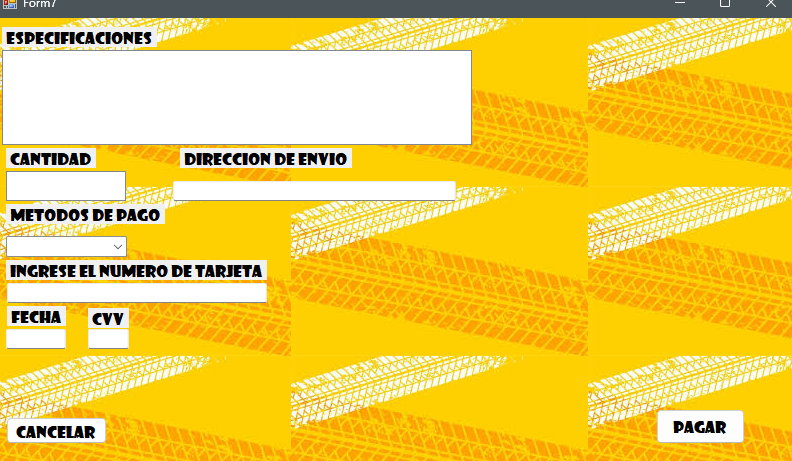 Form7
ESPECIFICACIONES
CANTIDAD
DIRECCION DE ENVIO
METODOS DE PAGO
INGRESE EL NUMERO DE TARJETA
FECHA
CVV
CANCELAR
PAGAR